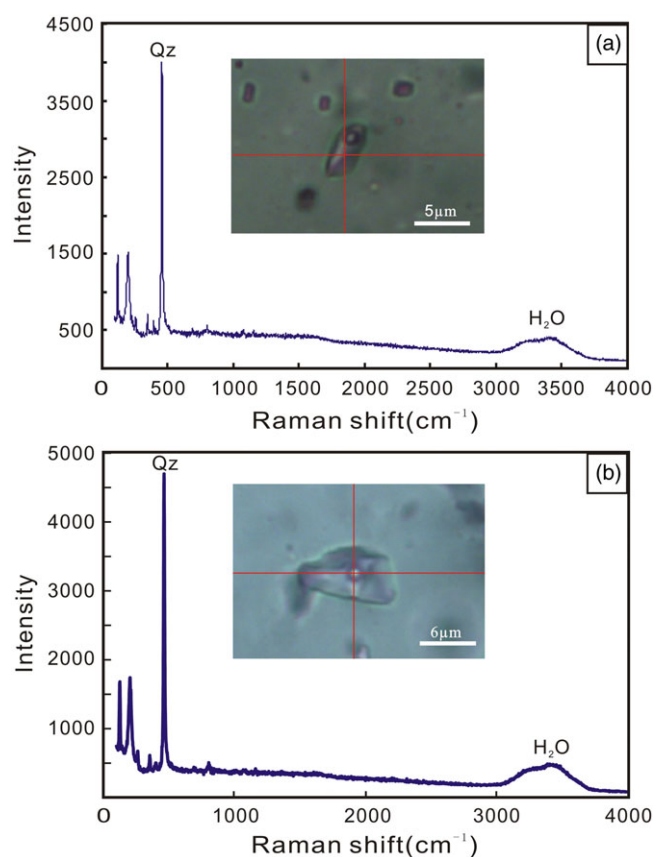 4500
Qz
(a)
3500
2500
Intensity
5μm
1500
H₂O
500
O 500 1000 1500 2000 2500 3000 3500 4000
Raman shift(cm⁻¹)
5000
Qz
(b)
4000
3000
Intensity
6μm
2000
1000
H₂O
O 1000 2000 3000 4000
Raman shift(cm⁻¹)